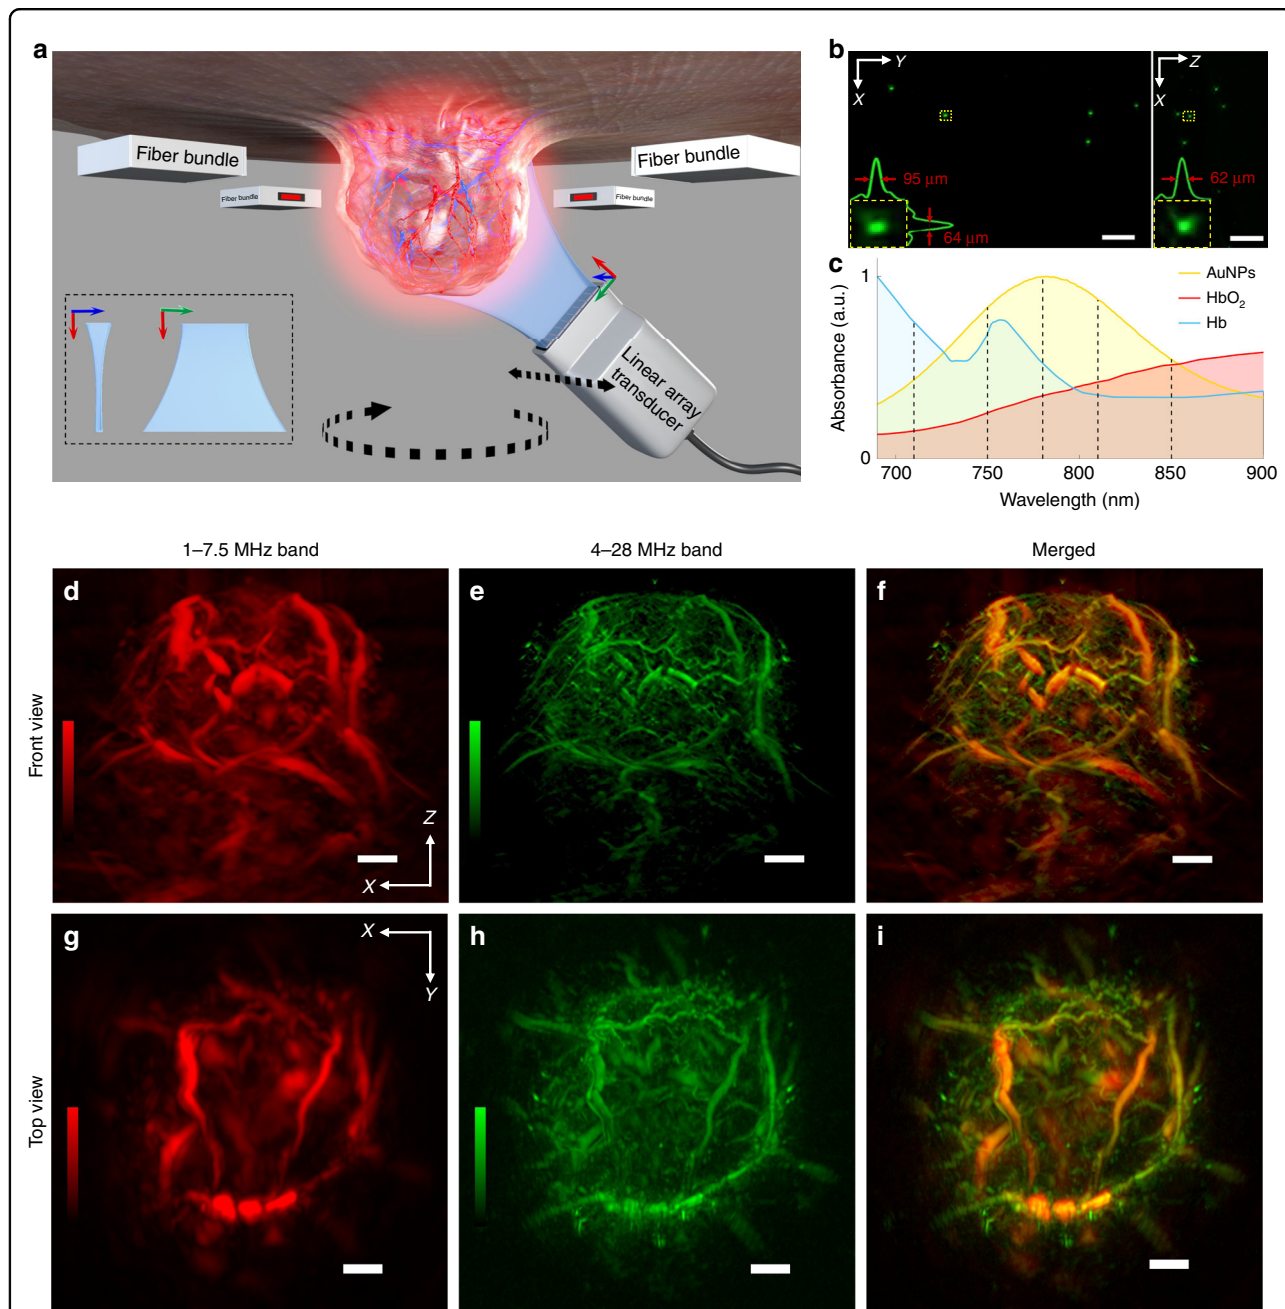 a
Fiber bundle
Fiber bundle
Fiber bundle
Fiber bundle
Linear array
transducer
b
Y
X
Z
X
95 μm
64 μm
62 μm
c
Absorbance (a.u.)
1
0
AuNPs
HbO2
Hb
700
750
800
850
900
Wavelength (nm)
1–7.5 MHz band
4–28 MHz band
Merged
Front view
d
Z
X
e
f
Top view
g
X
Y
h
i